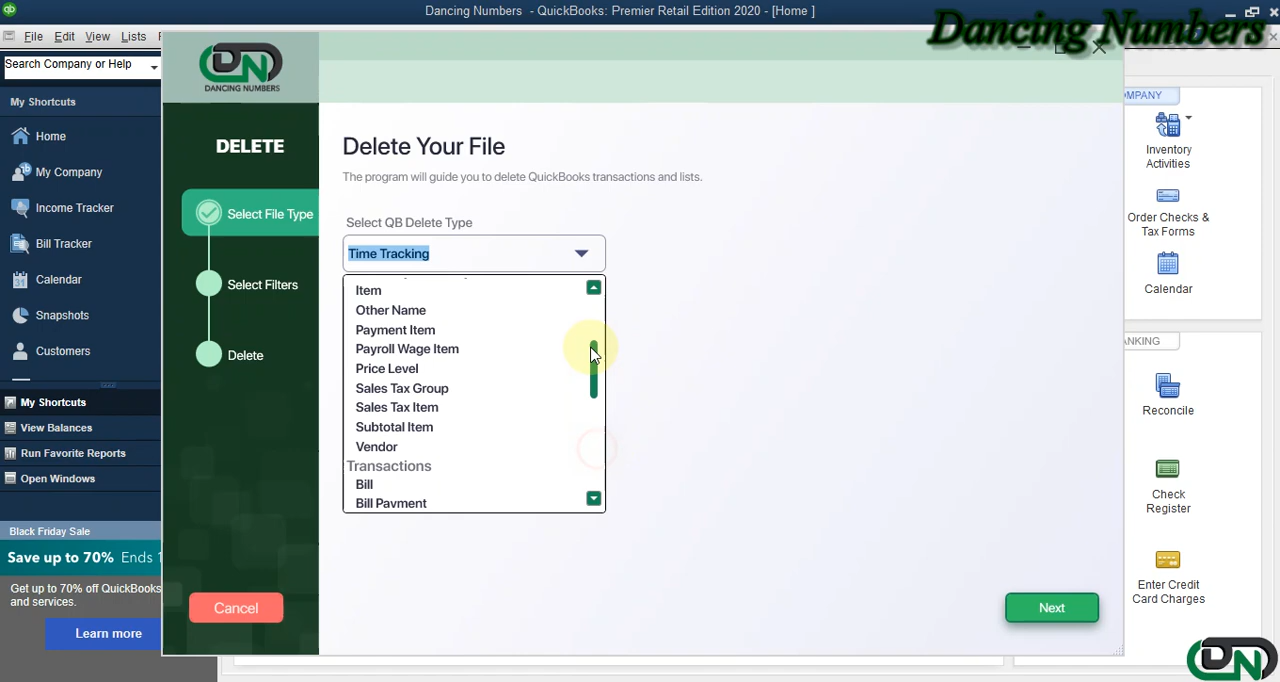 Dancing Numbers - QuickBooks: Premier Retail Edition 2020 - [Home ]
Dancing Numbers
File Edit View Lists
Search Company or Help
My Shortcuts
Home
My Company
Income Tracker
Bill Tracker
Calendar
Snapshots
Customers
My Shortcuts
View Balances
Run Favorite Reports
Open Windows
Black Friday Sale
Save up to 70% Ends 1
Get up to 70% off QuickBooks
and services.
Learn more
DN
DANCING NUMBERS
DELETE
Select File Type
Select Filters
Delete
Cancel
Delete Your File
The program will guide you to delete QuickBooks transactions and lists.
Select QB Delete Type
Time Tracking
Item
Other Name
Payment Item
Payroll Wage Item
Price Level
Sales Tax Group
Sales Tax Item
Subtotal Item
Vendor
Transactions
Bill
Bill Payment
Next
OMPANY
Inventory
Activities
Order Checks &
Tax Forms
Calendar
ANKING
Reconcile
Check
Register
Enter Credit
Card Charges
DN